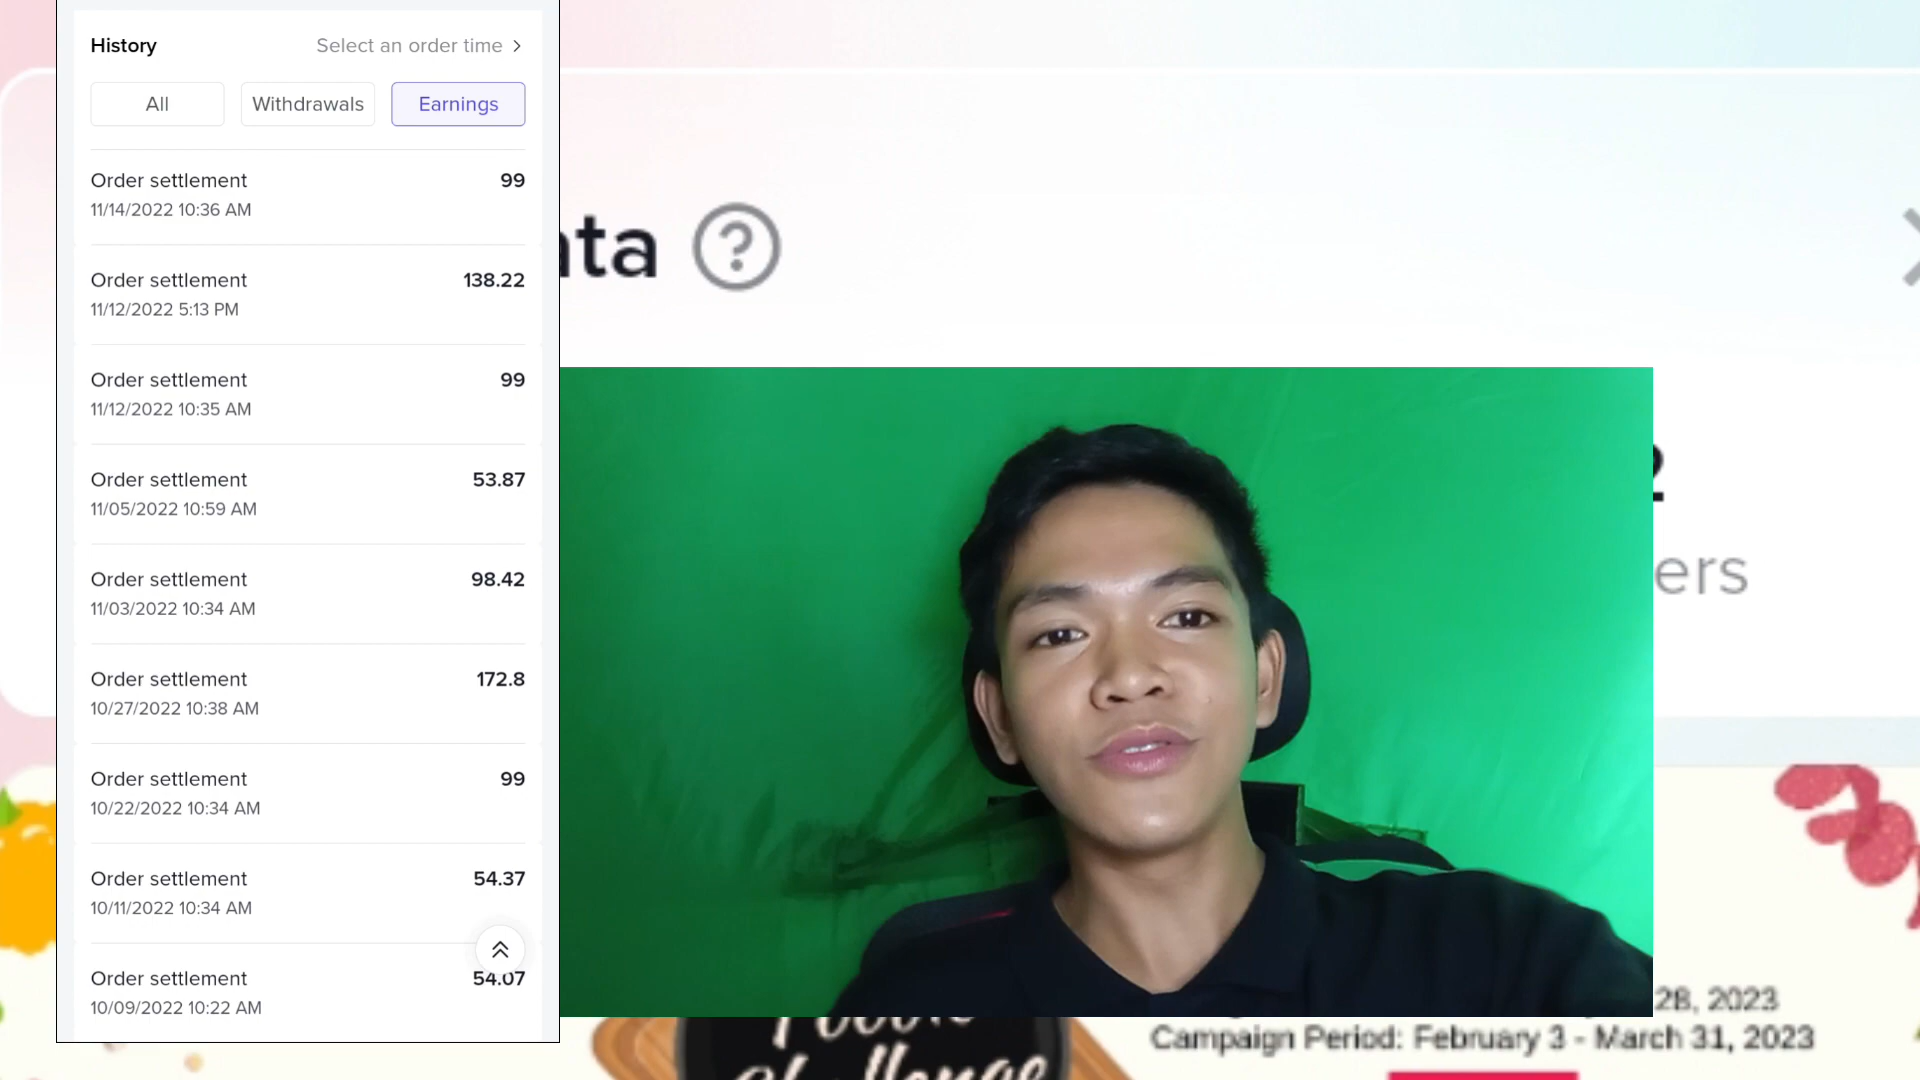 History
Select an order time
All
Withdrawals
Earnings
Order settlement
99
11/14/2022 10:36 AM
Order settlement
138.22
11/12/2022 5:13 PM
Order settlement
99
11/12/2022 10:35 AM
Order settlement
53.87
11/05/2022 10:59 AM
Order settlement
98.42
11/03/2022 10:34 AM
Order settlement
172.8
10/27/2022 10:38 AM
Order settlement
99
10/22/2022 10:34 AM
Order settlement
54.37
10/11/2022 10:34 AM
Order settlement
54.07
10/09/2022 10:22 AM
ata
?
2
ers
28, 2023
Campaign Period: February 3 - March 31, 2023
Challenge